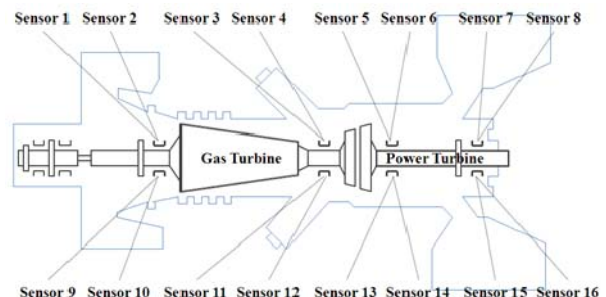 Sensor 1 Sensor 2 Sensor 3 Sensor 4 Sensor 5 Sensor 6 Sensor 7 Sensor 8
Gas Turbine Power Turbine
Sensor 9 Sensor 10 Sensor 11 Sensor 12 Sensor 13 Sensor 14 Sensor 15 Sensor 16